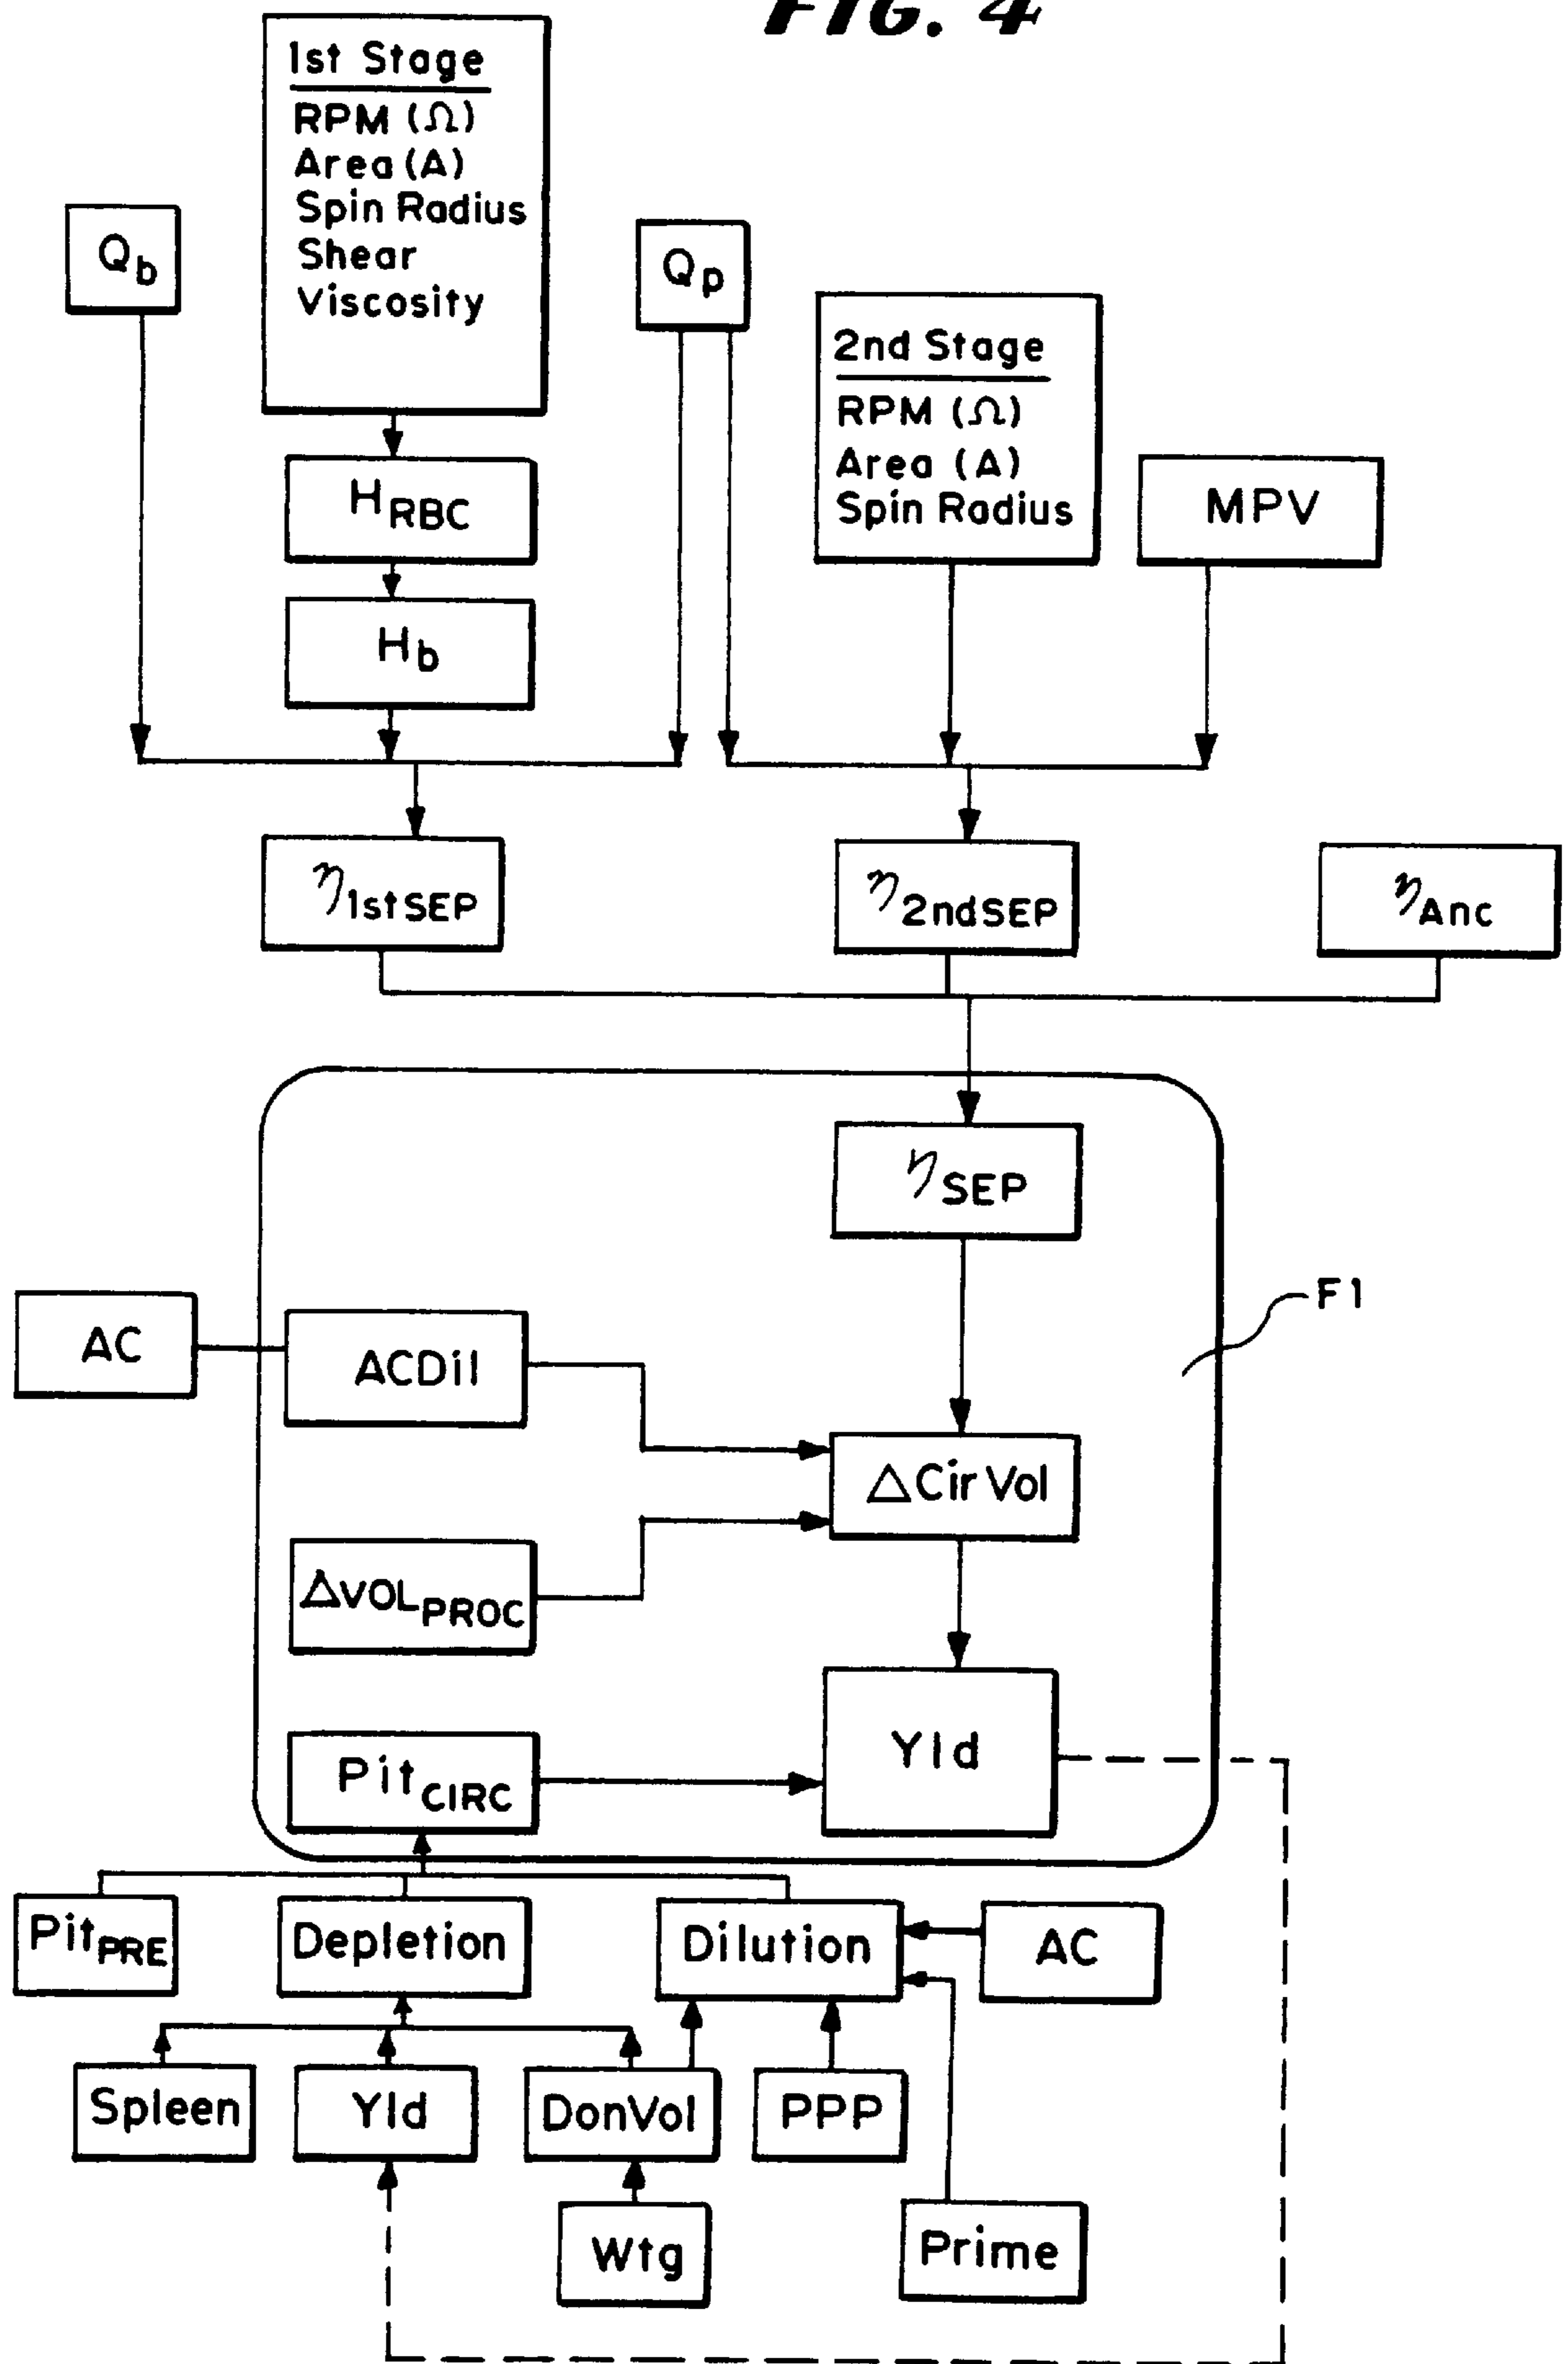 FIG. 4
1st Stage
RPM (Ω)
Area (A)
Spin Radius
Shear
Viscosity
Qb
Qp
2nd Stage
RPM (Ω)
Area (A)
Spin Radius
MPV
HRBC
Hb
η1stSEP
η2ndSEP
ηAnc
ηSEP
F1
AC
ACDil
ΔCirVol
ΔVOLPROC
Yld
PltCIRC
PltPRE
Depletion
Dilution
AC
Spleen
Yld
DonVol
PPP
Wtg
Prime